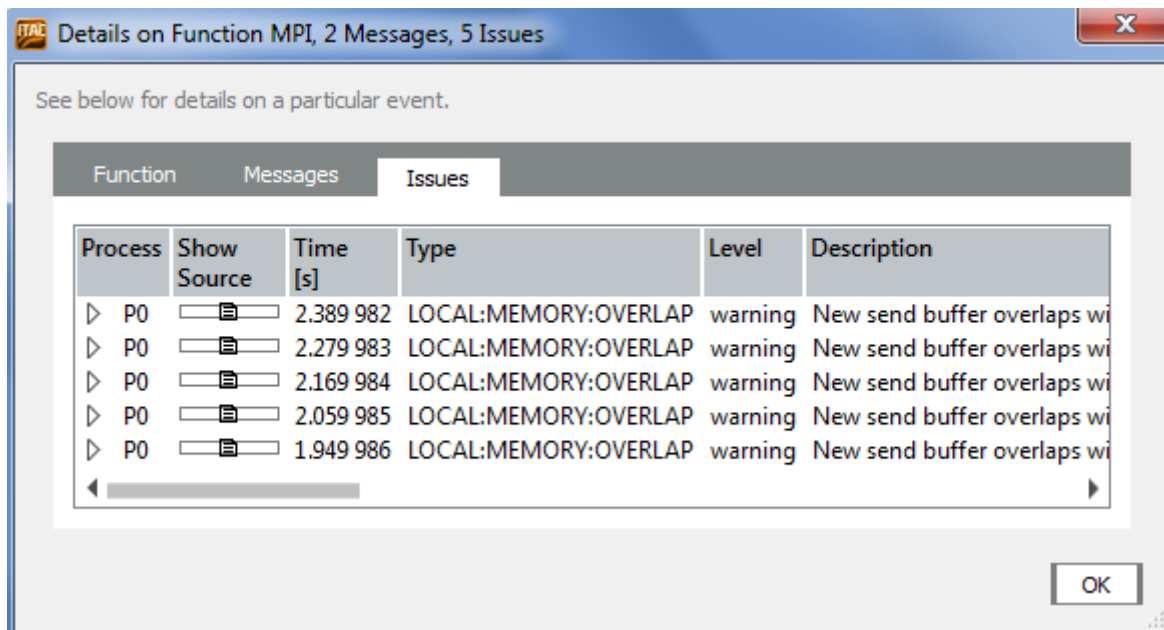 ITAC Details on Function MPI, 2 Messages, 5 Issues
See below for details on a particular event.
Function Messages Issues
Process Show Source Time [s] Type Level Description
P0 2.389 982 LOCAL:MEMORY:OVERLAP warning New send buffer overlaps wi
P0 2.279 983 LOCAL:MEMORY:OVERLAP warning New send buffer overlaps wi
P0 2.169 984 LOCAL:MEMORY:OVERLAP warning New send buffer overlaps wi
P0 2.059 985 LOCAL:MEMORY:OVERLAP warning New send buffer overlaps wi
P0 1.949 986 LOCAL:MEMORY:OVERLAP warning New send buffer overlaps wi
OK